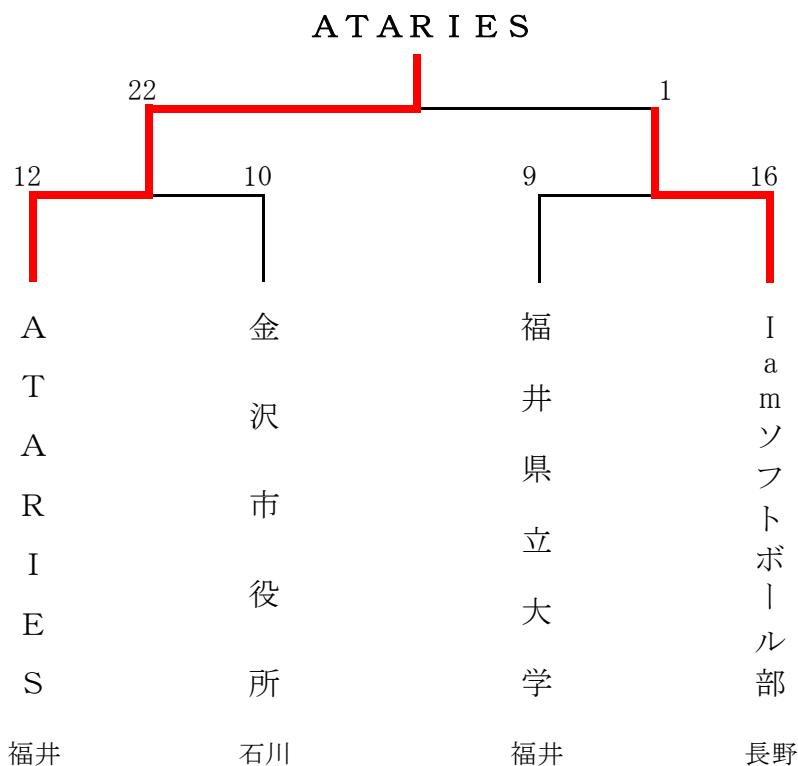 ATARIES
22
1
12
10
9
16
ATARIES
金沢市役所
福井県立大学
Iamソフトボール部
福井
石川
福井
長野